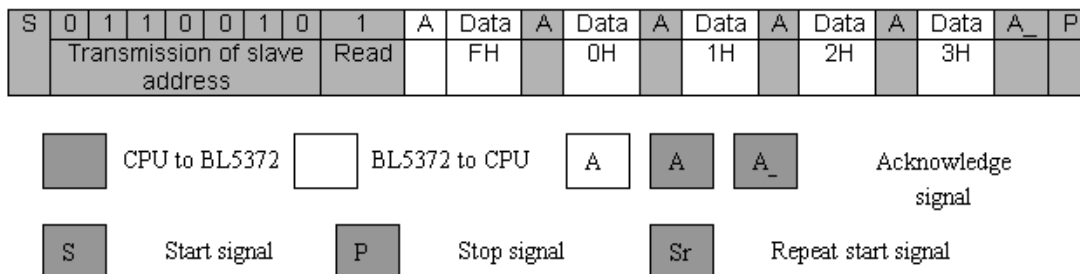 S 0 1 1 0 0 1 0 1 A Data A Data A Data A Data A Data A_ P
Transmission of slave address Read FH 0H 1H 2H 3H
CPU to BL5372 BL5372 to CPU A A A_ Acknowledge signal
S Start signal P Stop signal Sr Repeat start signal